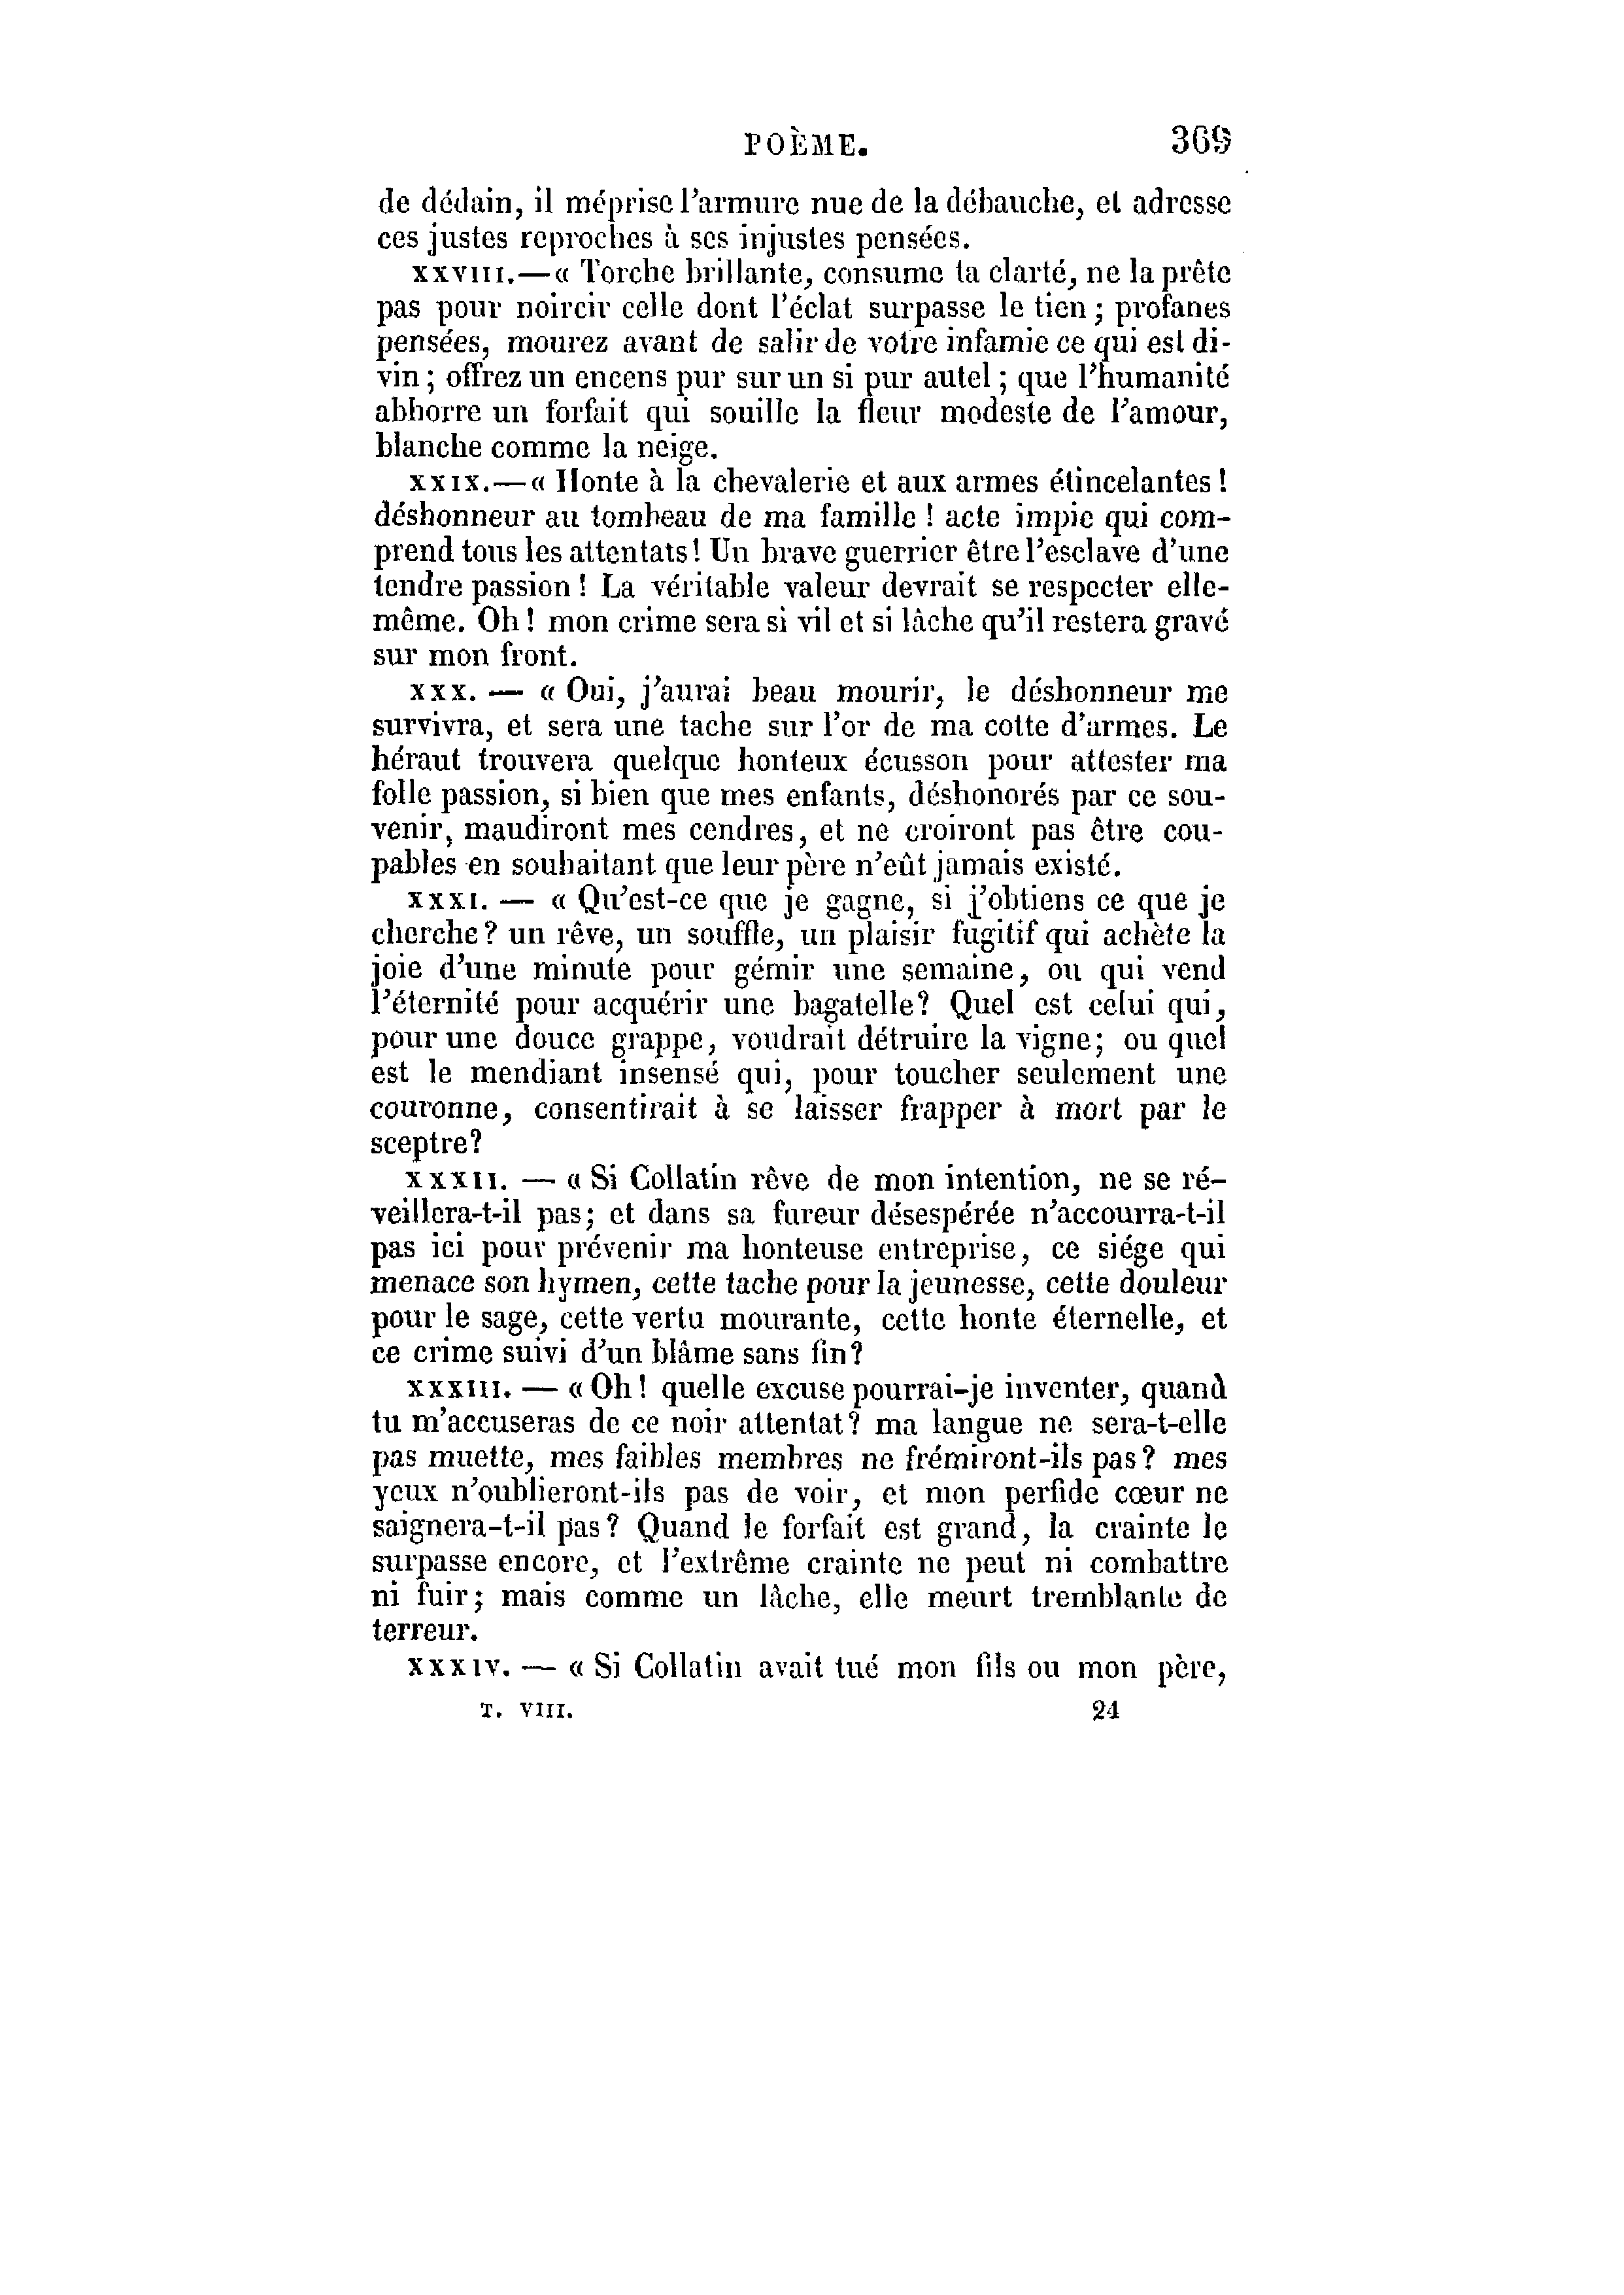 POÈME. 369
de dédain, il méprise l'armure nue de la débauche, et adresse
ces justes reproches à ses injustes pensées.
XXVIII.—« Torche brillante, consume ta clarté, ne la prête
pas pour noircir celle dont l'éclat surpasse le tien ; profanes
pensées, mourez avant de salir de votre infamie ce qui est di-
vin ; offrez un encens pur sur un si pur autel ; que l'humanité
abhorre un forfait qui souille la fleur modeste de l'amour,
blanche comme la neige.
XXIX.—« Honte à la chevalerie et aux armes étincelantes !
déshonneur au tombeau de ma famille ! acte impie qui com-
prend tous les attentats ! Un brave guerrier être l'esclave d'une
tendre passion ! La véritable valeur devrait se respecter elle-
même. Oh ! mon crime sera si vil et si lâche qu'il restera gravé
sur mon front.
XXX. — « Oui, j'aurai beau mourir, le déshonneur me
survivra, et sera une tache sur l'or de ma cotte d'armes. Le
héraut trouvera quelque honteux écusson pour attester ma
folle passion, si bien que mes enfants, déshonorés par ce sou-
venir, maudiront mes cendres, et ne croiront pas être cou-
pables en souhaitant que leur père n'eût jamais existé.
XXXI. — « Qu'est-ce que je gagne, si j'obtiens ce que je
cherche ? un rêve, un souffle, un plaisir fugitif qui achète la
joie d'une minute pour gémir une semaine, ou qui vend
l'éternité pour acquérir une bagatelle ? Quel est celui qui,
pour une douce grappe, voudrait détruire la vigne ; ou quel
est le mendiant insensé qui, pour toucher seulement une
couronne, consentirait à se laisser frapper à mort par le
sceptre ?
XXXII. — « Si Collatin rêve de mon intention, ne se ré-
veillera-t-il pas ; et dans sa fureur désespérée n'accourra-t-il
pas ici pour prévenir ma honteuse entreprise, ce siége qui
menace son hymen, cette tache pour la jeunesse, cette douleur
pour le sage, cette vertu mourante, cette honte éternelle, et
ce crime suivi d'un blâme sans fin ?
XXXIII. — « Oh ! quelle excuse pourrai-je inventer, quand
tu m'accuseras de ce noir attentat ? ma langue ne sera-t-elle
pas muette, mes faibles membres ne frémiront-ils pas ? mes
yeux n'oublieront-ils pas de voir, et mon perfide cœur ne
saignera-t-il pas ? Quand le forfait est grand, la crainte le
surpasse encore, et l'extrême crainte ne peut ni combattre
ni fuir ; mais comme un lâche, elle meurt tremblante de
terreur.
XXXIV. — « Si Collatin avait tué mon fils ou mon père,
T. VIII. 24